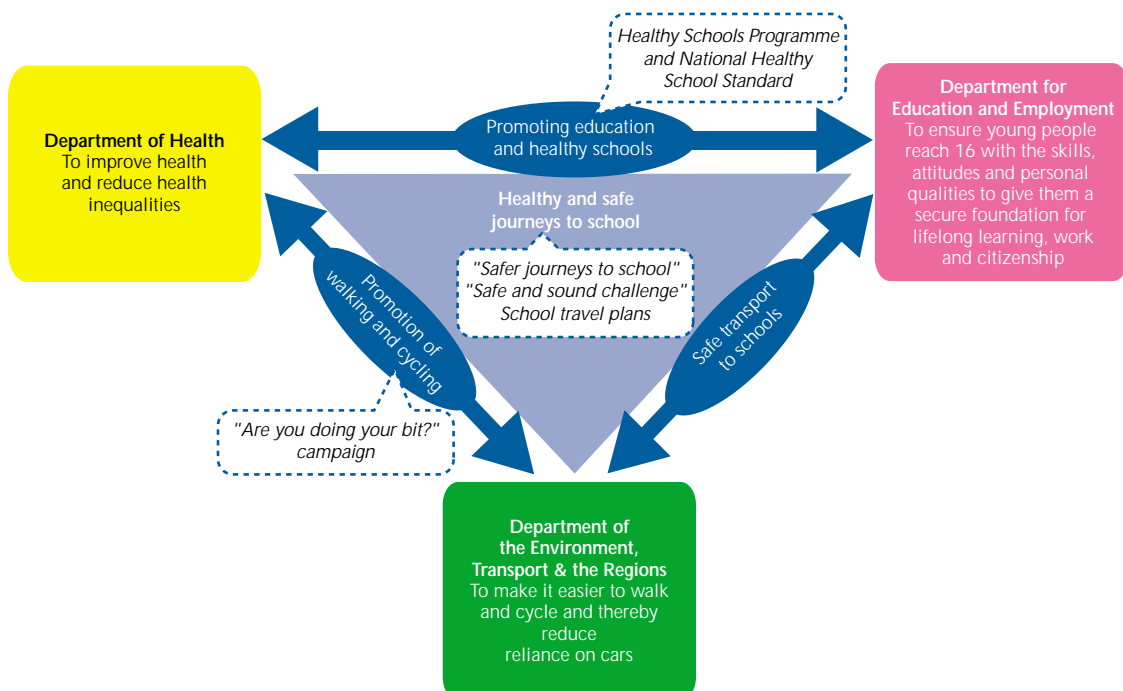 Healthy Schools Programme
and National Healthy
School Standard
Department of Health
To improve health
and reduce health
inequalities
Promoting education
and healthy schools
Department for
Education and Employment
To ensure young people
reach 16 with the skills,
attitudes and personal
qualities to give them a
secure foundation for
lifelong learning, work
and citizenship
Healthy and safe
journeys to school
"Safer journeys to school"
"Safe and sound challenge"
School travel plans
Promotion of
walking and cycling
Safe transport
to schools
"Are you doing your bit?"
campaign
Department of
the Environment,
Transport & the Regions
To make it easier to walk
and cycle and thereby
reduce
reliance on cars